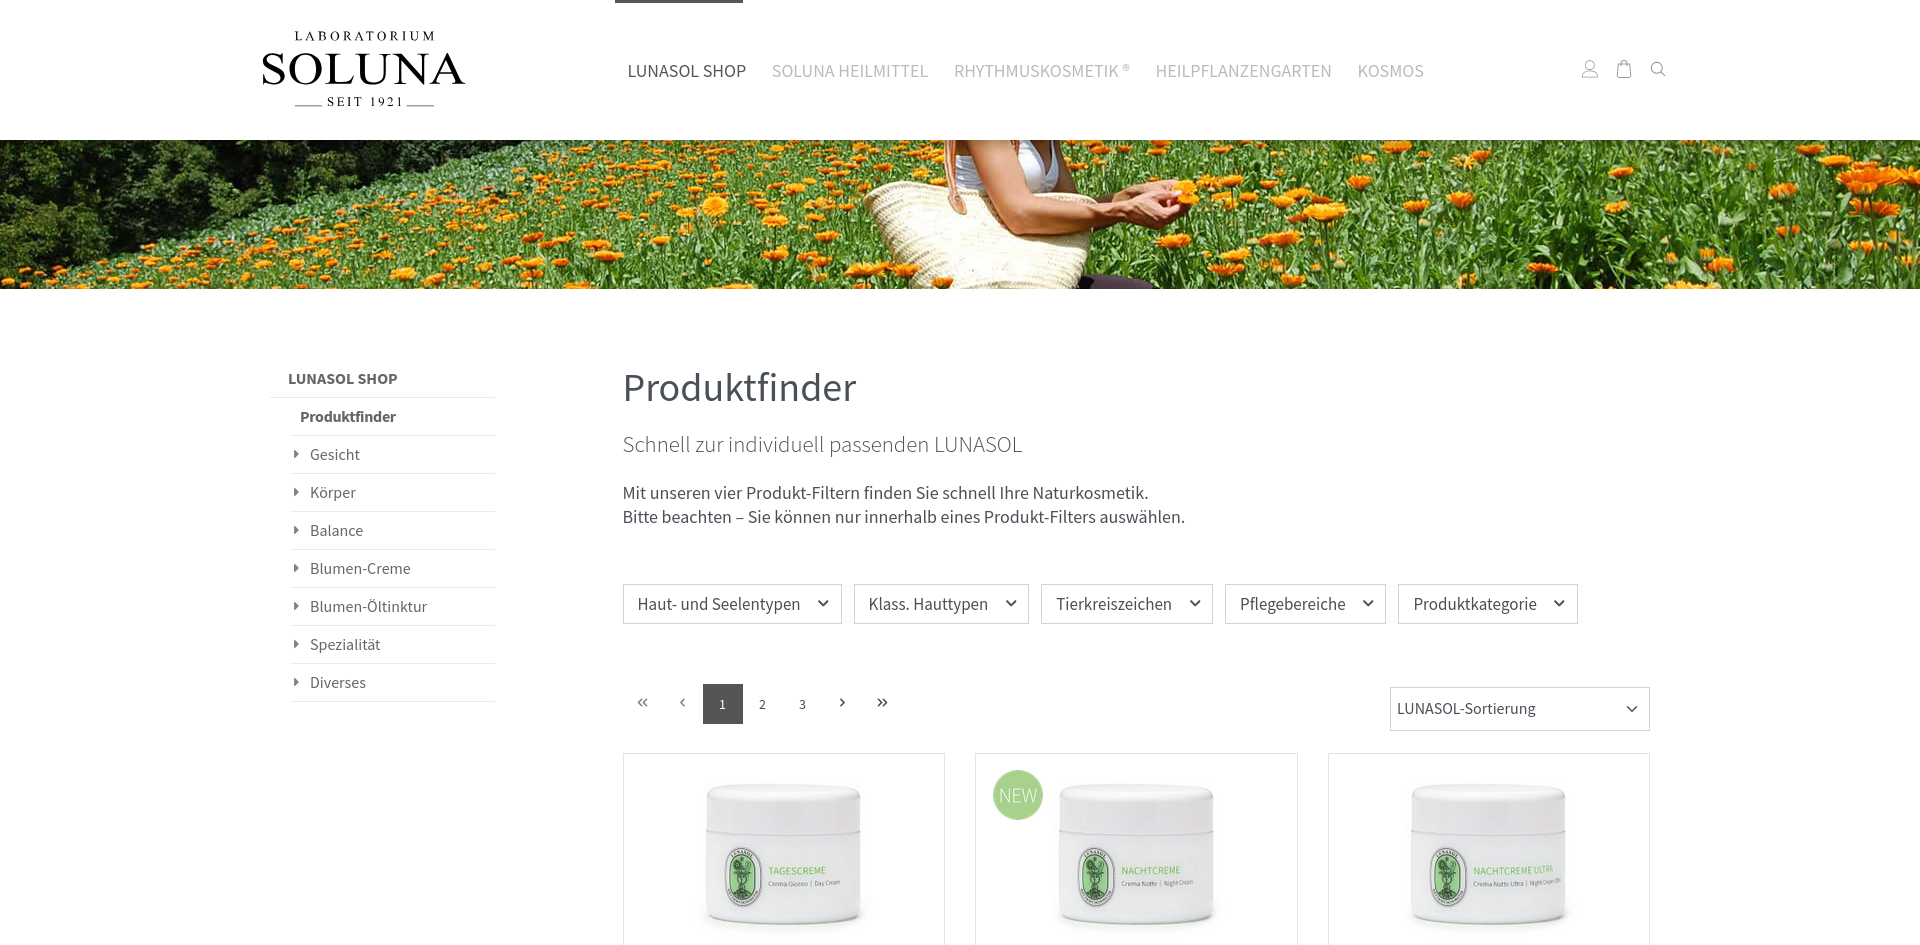 LABORATORIUM
SOLUNA
SEIT 1921
LUNASOL SHOP
SOLUNA HEILMITTEL
RHYTHMUSKOSMETIK ®
HEILPFLANZENGARTEN
KOSMOS
LUNASOL SHOP
Produktfinder
Gesicht
Körper
Balance
Blumen-Creme
Blumen-Öltinktur
Spezialität
Diverses
Produktfinder
Schnell zur individuell passenden LUNASOL
Mit unseren vier Produkt-Filtern finden Sie schnell Ihre Naturkosmetik.
Bitte beachten – Sie können nur innerhalb eines Produkt-Filters auswählen.
Haut- und Seelentypen
Klass. Hauttypen
Tierkreiszeichen
Pflegebereiche
Produktkategorie
« ‹ 1 2 3 › »
LUNASOL-Sortierung
LUNASOL
TAGESCREME
Crema Giorno | Day Cream
NEW
LUNASOL
NACHTCREME
Crema Notte | Night Cream
LUNASOL
NACHTCREME ULTRA
Crema Notte Ultra | Night Cream